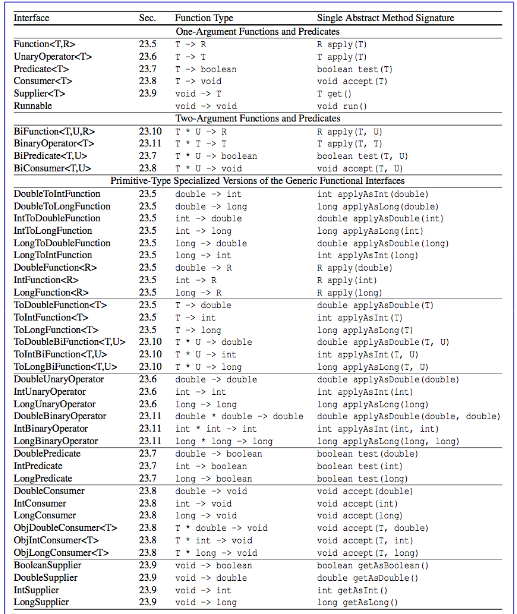 Interface Sec. Function Type Single Abstract Method Signature
One-Argument Functions and Predicates
Function<T,R> 23.5 T -> R R apply(T)
UnaryOperator<T> 23.6 T -> T T apply(T)
Predicate<T> 23.7 T -> boolean boolean test(T)
Consumer<T> 23.8 T -> void void accept(T)
Supplier<T> 23.9 void -> T T get()
Runnable void -> void void run()
Two-Argument Functions and Predicates
BiFunction<T,U,R> 23.10 T * U -> R R apply(T, U)
BinaryOperator<T> 23.11 T * T -> T T apply(T, T)
BiPredicate<T,U> 23.7 T * U -> boolean boolean test(T, U)
BiConsumer<T,U> 23.8 T * U -> void void accept(T, U)
Primitive-Type Specialized Versions of the Generic Functional Interfaces
DoubleToIntFunction 23.5 double -> int int applyAsInt(double)
DoubleToLongFunction 23.5 double -> long long applyAsLong(double)
IntToDoubleFunction 23.5 int -> double double applyAsDouble(int)
IntToLongFunction 23.5 int -> long long applyAsLong(int)
LongToDoubleFunction 23.5 long -> double double applyAsDouble(long)
LongToIntFunction 23.5 long -> int int applyAsInt(long)
DoubleFunction<R> 23.5 double -> R R apply(double)
IntFunction<R> 23.5 int -> R R apply(int)
LongFunction<R> 23.5 long -> R R apply(long)
ToDoubleFunction<T> 23.5 T -> double double applyAsDouble(T)
ToIntFunction<T> 23.5 T -> int int applyAsInt(T)
ToLongFunction<T> 23.5 T -> long long applyAsLong(T)
ToDoubleBiFunction<T,U> 23.10 T * U -> double double applyAsDouble(T, U)
ToIntBiFunction<T,U> 23.10 T * U -> int int applyAsInt(T, U)
ToLongBiFunction<T,U> 23.10 T * U -> long long applyAsLong(T, U)
DoubleUnaryOperator 23.6 double -> double double applyAsDouble(double)
IntUnaryOperator 23.6 int -> int int applyAsInt(int)
LongUnaryOperator 23.6 long -> long long applyAsLong(long)
DoubleBinaryOperator 23.11 double * double -> double double applyAsDouble(double, double)
IntBinaryOperator 23.11 int * int -> int int applyAsInt(int, int)
LongBinaryOperator 23.11 long * long -> long long applyAsLong(long, long)
DoublePredicate 23.7 double -> boolean boolean test(double)
IntPredicate 23.7 int -> boolean boolean test(int)
LongPredicate 23.7 long -> boolean boolean test(long)
DoubleConsumer 23.8 double -> void void accept(double)
IntConsumer 23.8 int -> void void accept(int)
LongConsumer 23.8 long -> void void accept(long)
ObjDoubleConsumer<T> 23.8 T * double -> void void accept(T, double)
ObjIntConsumer<T> 23.8 T * int -> void void accept(T, int)
ObjLongConsumer<T> 23.8 T * long -> void void accept(T, long)
BooleanSupplier 23.9 void -> boolean boolean getAsBoolean()
DoubleSupplier 23.9 void -> double double getAsDouble()
IntSupplier 23.9 void -> int int getAsInt()
LongSupplier 23.9 void -> long long getAsLong()